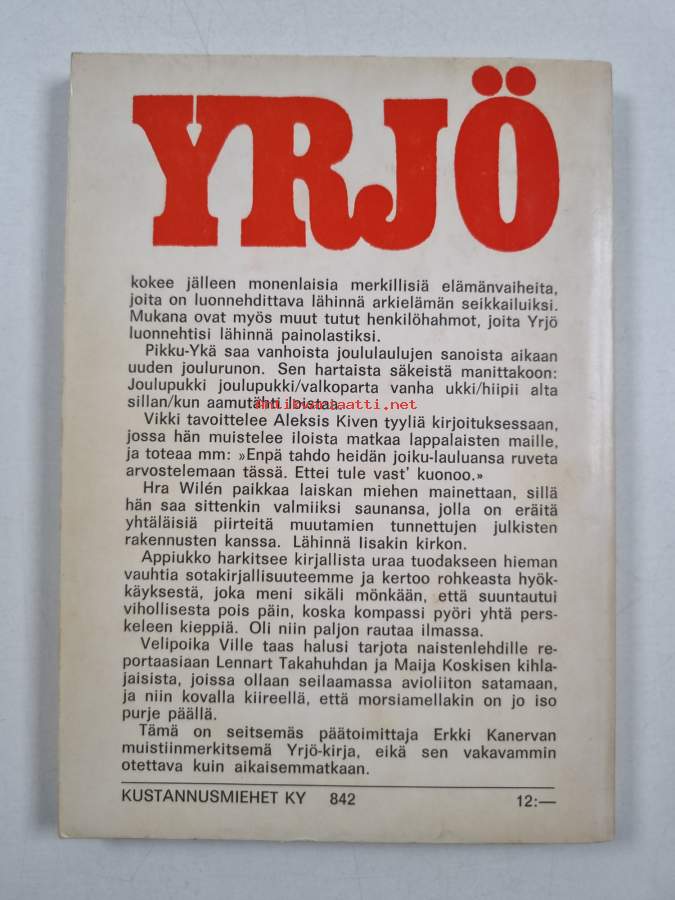 YRJÖ
kokee jälleen monenlaisia merkillisiä elämänvaiheita,
joita on luonnehdittava lähinnä arkielämän seikkailuiksi.
Mukana ovat myös muut tutut henkilöhahmot, joita Yrjö
luonnehtisi lähinnä painolastiksi.
Pikku-Ykä saa vanhoista joululaulujen sanoista aikaan
uuden joulurunon. Sen hartaista säkeistä manittakoon:
Joulupukki joulupukki/valkoparta vanha ukki/hiipii alta
sillan/kun aamutähti loistaa.
Antikvariaatti.net
Vikki tavoittelee Aleksis Kiven tyyliä kirjoituksessaan,
jossa hän muistelee iloista matkaa lappalaisten maille,
ja toteaa mm: »Enpä tahdo heidän joiku-lauluansa ruveta
arvostelemaan tässä. Ettei tule vast' kuonoo.»
Hra Wilén paikkaa laiskan miehen mainettaan, sillä
hän saa sittenkin valmiiksi saunansa, jolla on eräitä
yhtäläisiä piirteitä muutamien tunnettujen julkisten
rakennusten kanssa. Lähinnä Iisakin kirkon.
Appiukko harkitsee kirjallista uraa tuodakseen hieman
vauhtia sotakirjallisuuteemme ja kertoo rohkeasta hyök-
käyksestä, joka meni sikäli mönkään, että suuntautui
vihollisesta pois päin, koska kompassi pyöri yhtä pers-
keleen kieppiä. Oli niin paljon rautaa ilmassa.
Velipoika Ville taas halusi tarjota naistenlehdille re-
portaasiaan Lennart Takahuhdan ja Maija Koskisen kihla-
jaisista, joissa ollaan seilaamassa avioliiton satamaan,
ja niin kovalla kiireellä, että morsiamellakin on jo iso
purje päällä.
Tämä on seitsemäs päätoimittaja Erkki Kanervan
muistiinmerkitsemä Yrjö-kirja, eikä sen vakavammin
otettava kuin aikaisemmatkaan.
KUSTANNUSMIEHET KY 842 12:—